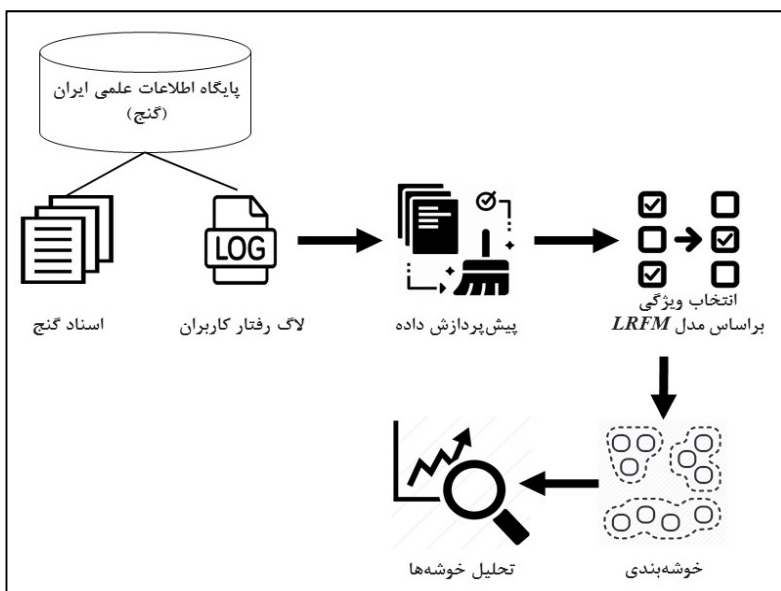 پایگاه اطلاعات علمی ایران
(گنج)
LOG
اسناد گنج
لاگ رفتار کاربران
پیش‌پردازش داده
انتخاب ویژگی
براساس مدل LRFM
خوشه‌بندی
تحلیل خوشه‌ها